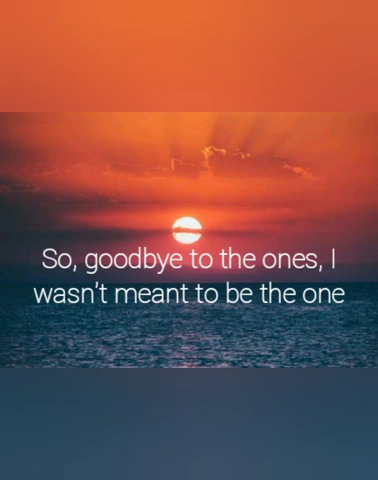 So, goodbye to the ones, I
wasn't meant to be the one